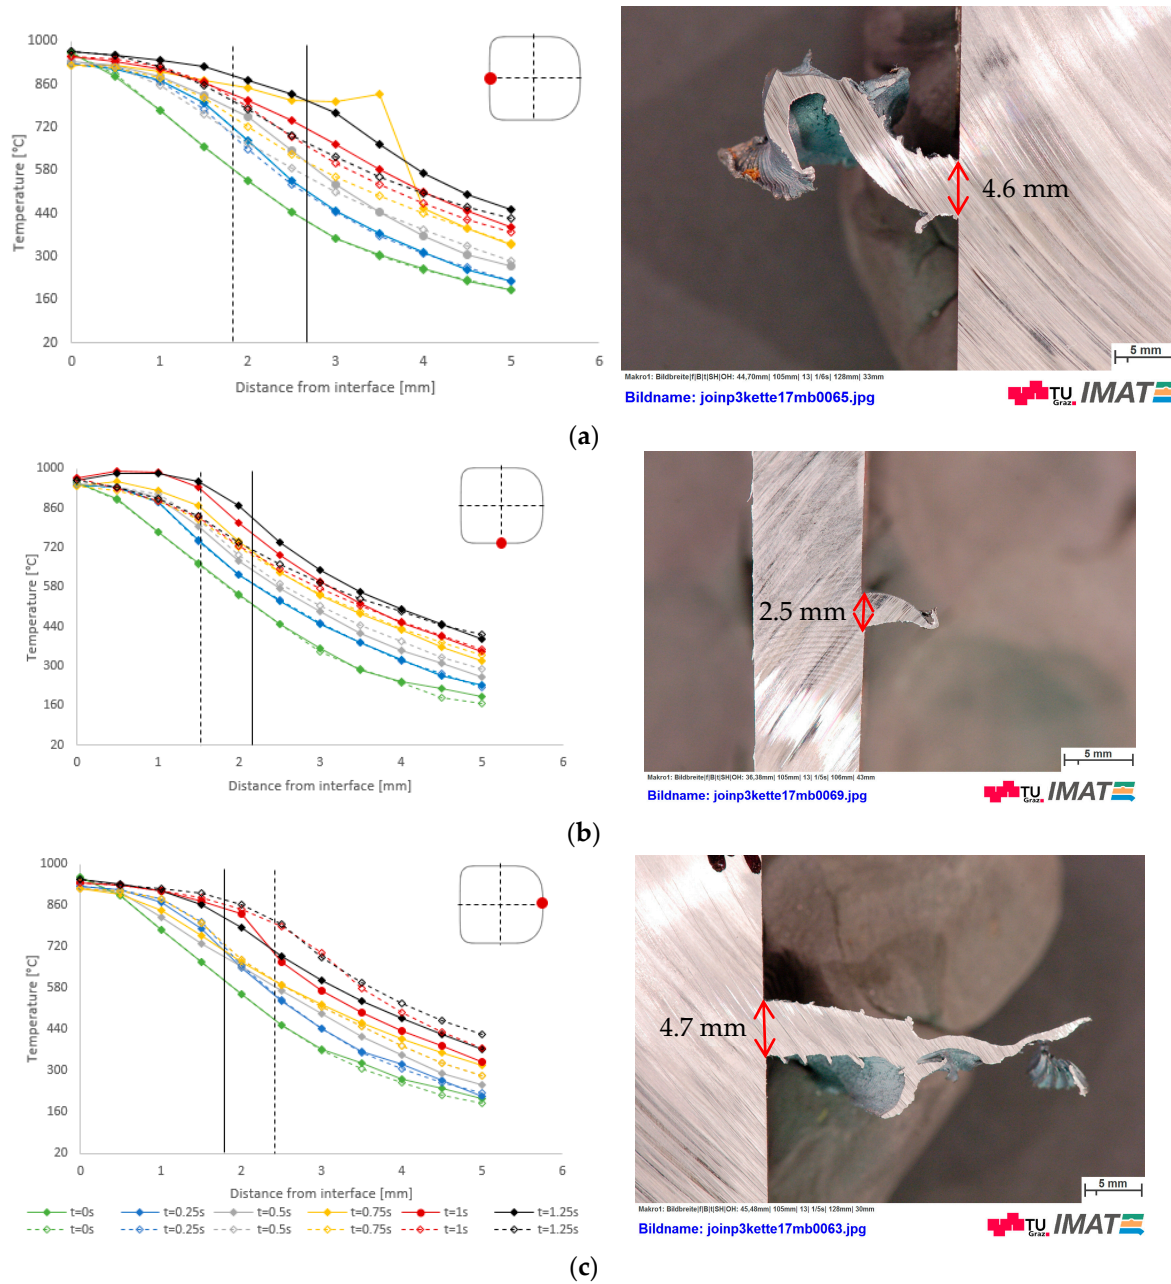 1000
860
720
580
440
300
160
20
Temperature [°C]
0 1 2 3 4 5 6
Distance from interface [mm]
4.6 mm
5 mm
Makro1: Bildbreite|f|B|t|SH|OH: 44,70mm| 105mm| 13| 1/6s| 128mm| 33mm
Bildname: joinp3kette17mb0065.jpg
TU
Graz
IMAT
(a)
1000
860
720
580
440
300
160
20
Temperature [°C]
0 1 2 3 4 5 6
Distance from interface [mm]
2.5 mm
5 mm
Makro1: Bildbreite|f|B|t|SH|OH: 36,38mm| 105mm| 13| 1/5s| 106mm| 43mm
Bildname: joinp3kette17mb0069.jpg
TU
Graz
IMAT
(b)
1000
860
720
580
440
300
160
20
Temperature [°C]
0 1 2 3 4 5 6
Distance from interface [mm]
t=0s t=0.25s t=0.5s t=0.75s t=1s t=1.25s
t=0s t=0.25s t=0.5s t=0.75s t=1s t=1.25s
4.7 mm
5 mm
Makro1: Bildbreite|f|B|t|SH|OH: 45,48mm| 105mm| 13| 1/5s| 128mm| 30mm
Bildname: joinp3kette17mb0063.jpg
TU
Graz
IMAT
(c)